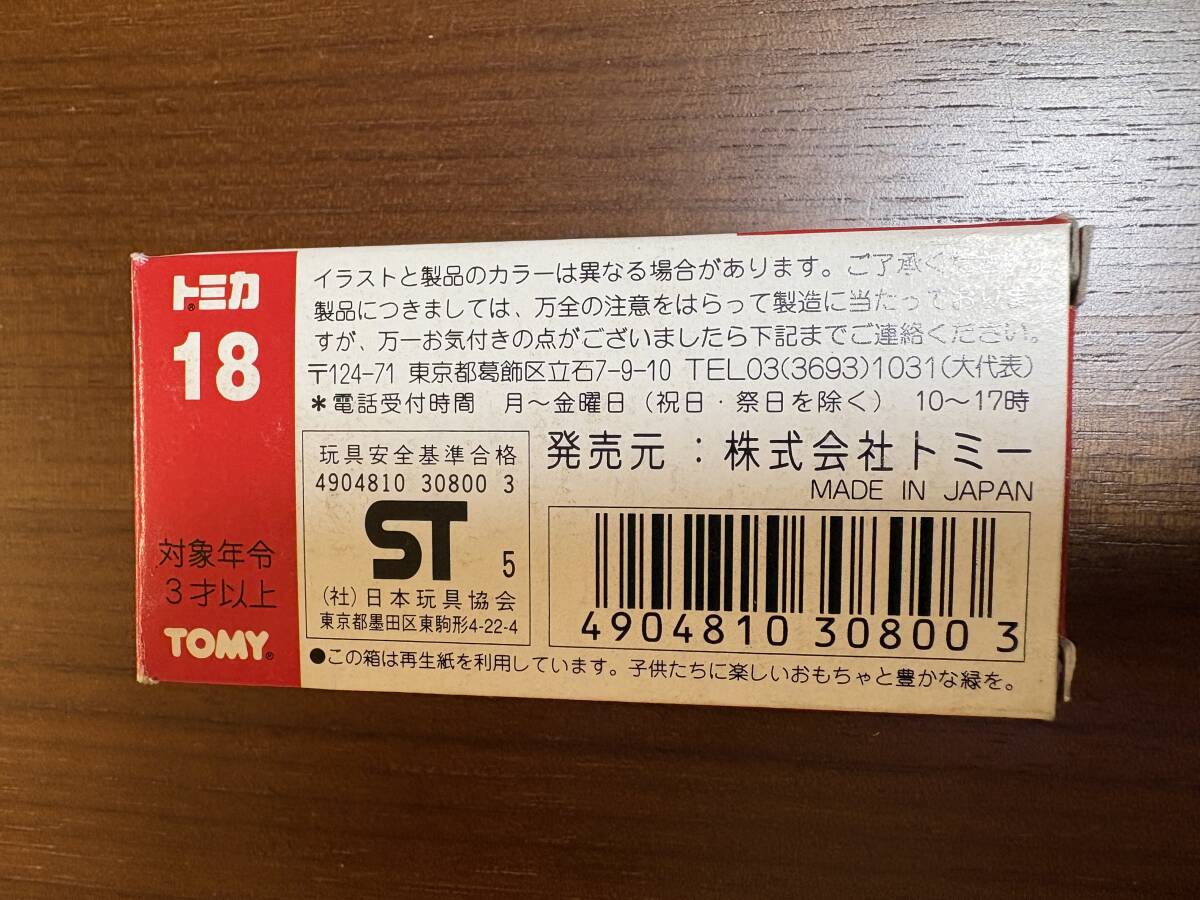 トミカ
18
対象年令
3才以上
TOMY®
イラストと製品のカラーは異なる場合があります。ご了承く
製品につきましては、万全の注意をはらって製造に当たってお
すが、万一お気付きの点がございましたら下記までご連絡ください。
〒124-71 東京都葛飾区立石7-9-10 TEL03(3693)1031(大代表)
＊電話受付時間 月～金曜日(祝日・祭日を除く) 10～17時
玩具安全基準合格
4904810 30800 3
ST 5
(社)日本玩具協会
東京都墨田区東駒形4-22-4
発売元：株式会社トミー
MADE IN JAPAN
4904810 30800 3
●この箱は再生紙を利用しています。子供たちに楽しいおもちゃと豊かな緑を。